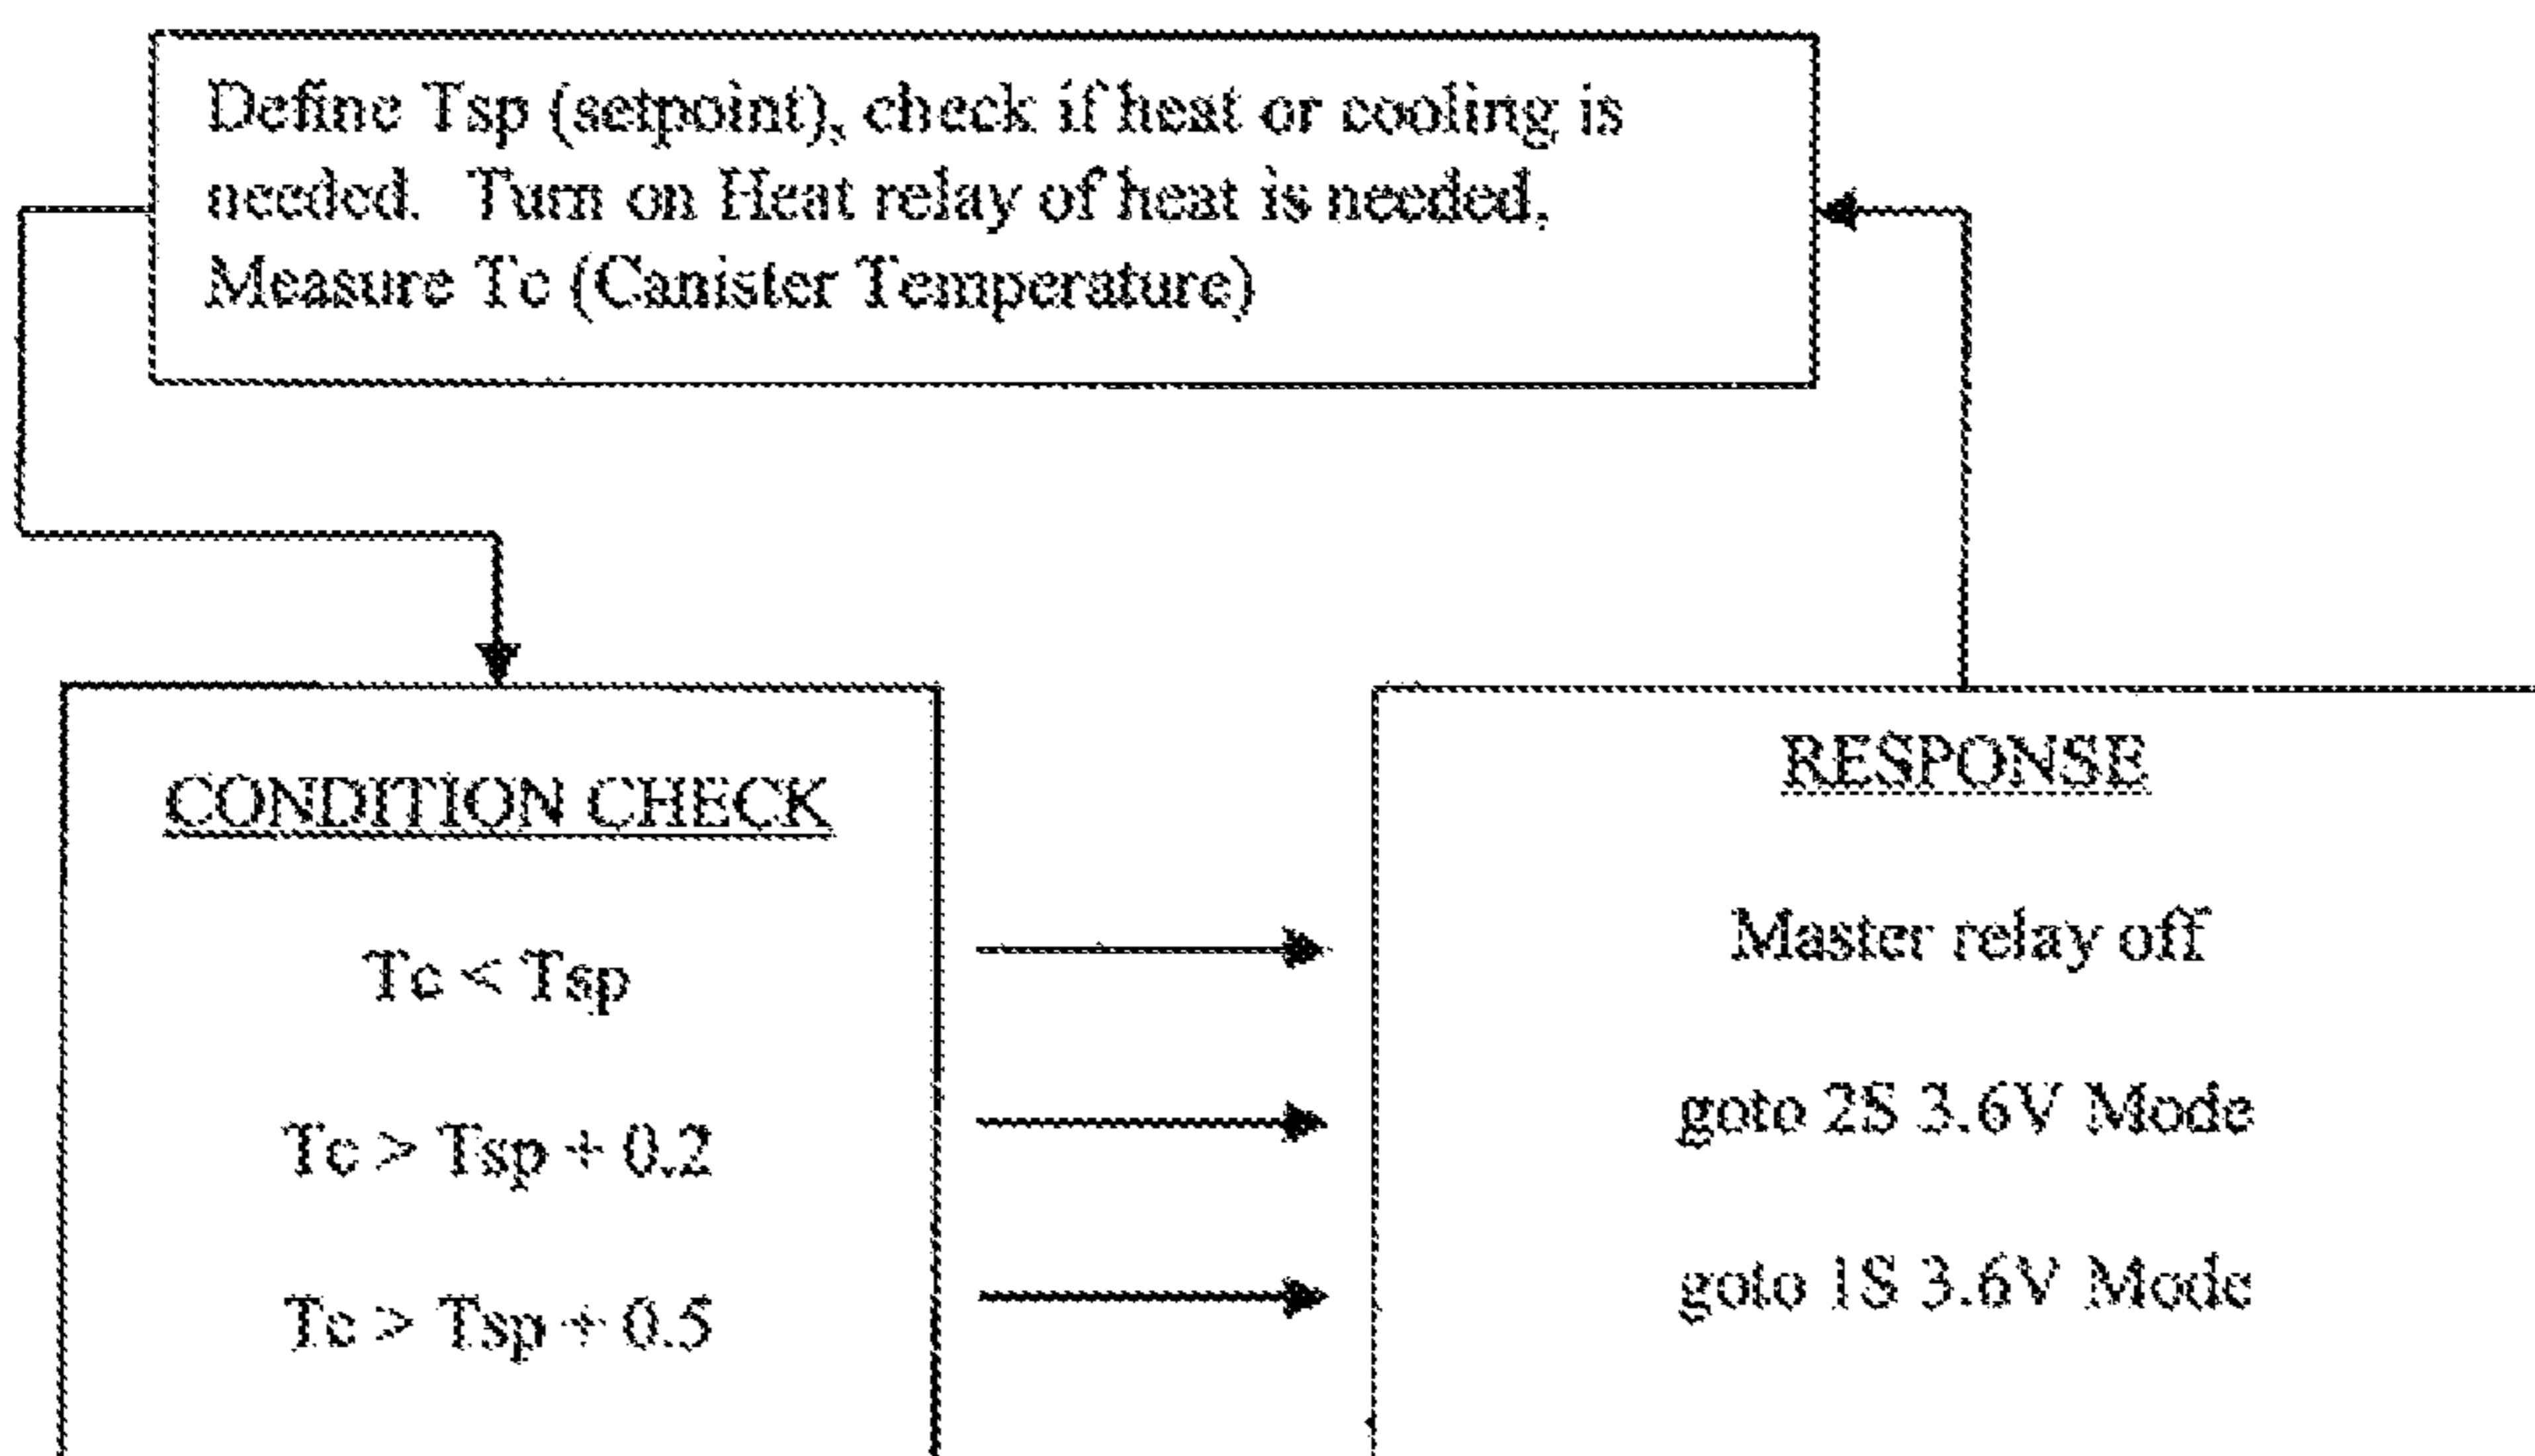 Define Tsp (setpoint), check if heat or cooling is
needed. Turn on Heat relay of heat is needed,
Measure Tc (Canister Temperature)
CONDITION CHECK
Tc < Tsp
Tc > Tsp + 0.2
Tc > Tsp + 0.5
RESPONSE
Master relay off
goto 2S 3.6V Mode
goto 1S 3.6V Mode